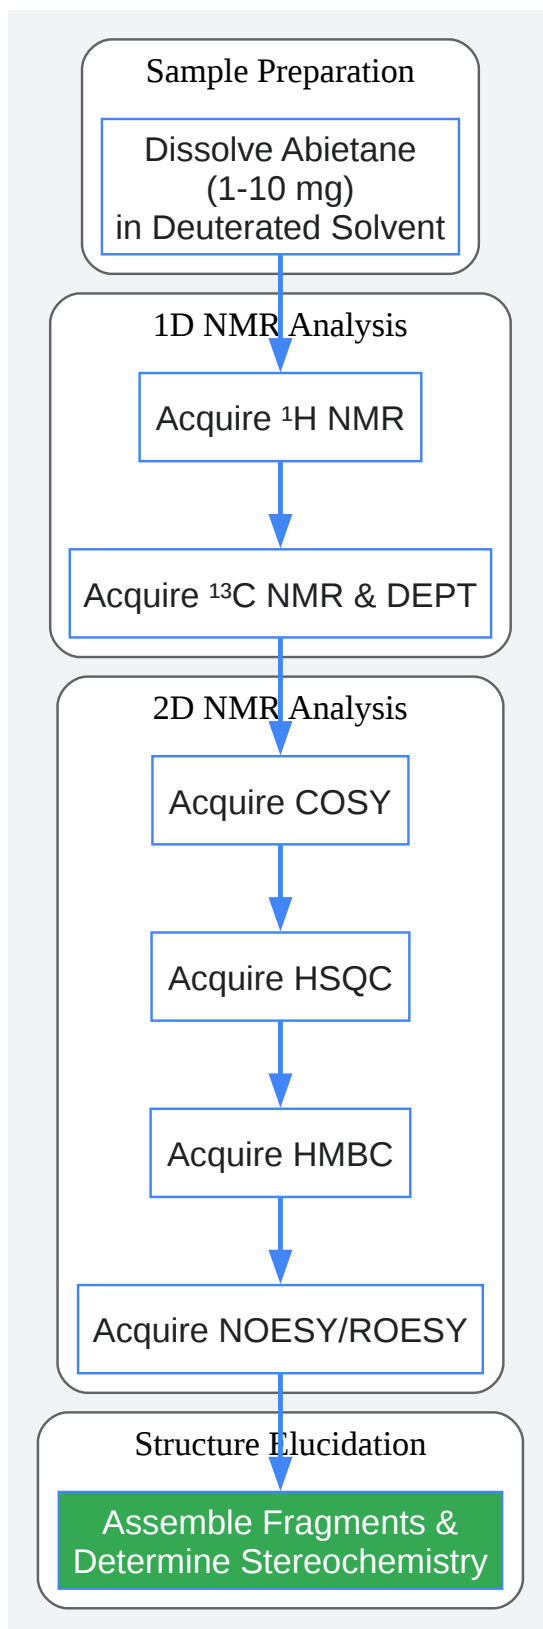 Sample Preparation
Dissolve Abietane
(1-10 mg)
in Deuterated Solvent
1D NMR Analysis
Acquire ¹H NMR
Acquire ¹³C NMR & DEPT
2D NMR Analysis
Acquire COSY
Acquire HSQC
Acquire HMBC
Acquire NOESY/ROESY
Structure Elucidation
Assemble Fragments &
Determine Stereochemistry